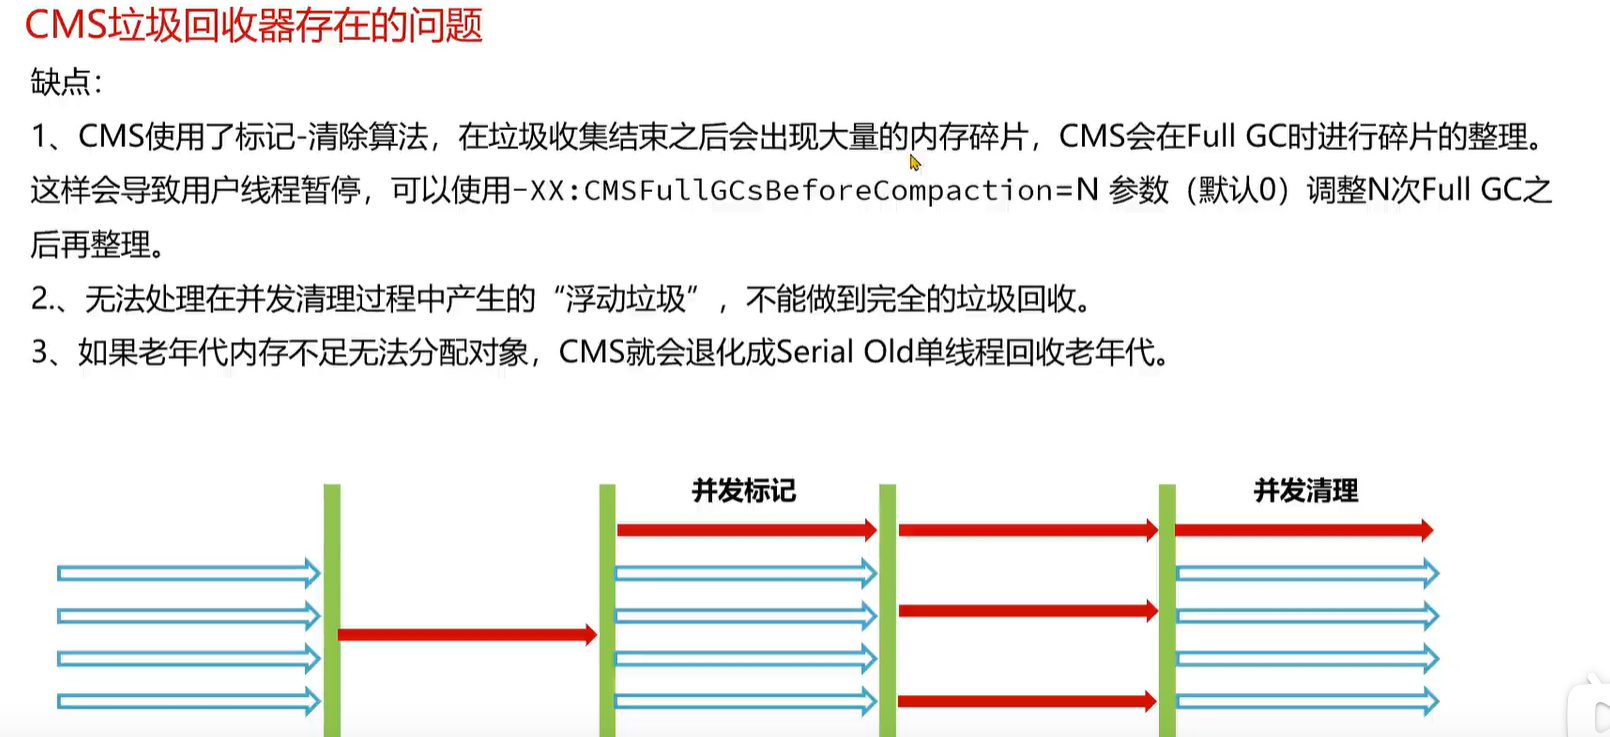 CMS垃圾回收器存在的问题
缺点：
1、CMS使用了标记-清除算法，在垃圾收集结束之后会出现大量的内存碎片，CMS会在Full GC时进行碎片的整理。
这样会导致用户线程暂停，可以使用-XX:CMSFullGCsBeforeCompaction=N 参数（默认0）调整N次Full GC之
后再整理。
2.、无法处理在并发清理过程中产生的“浮动垃圾”，不能做到完全的垃圾回收。
3、如果老年代内存不足无法分配对象，CMS就会退化成Serial Old单线程回收老年代。
并发标记
并发清理